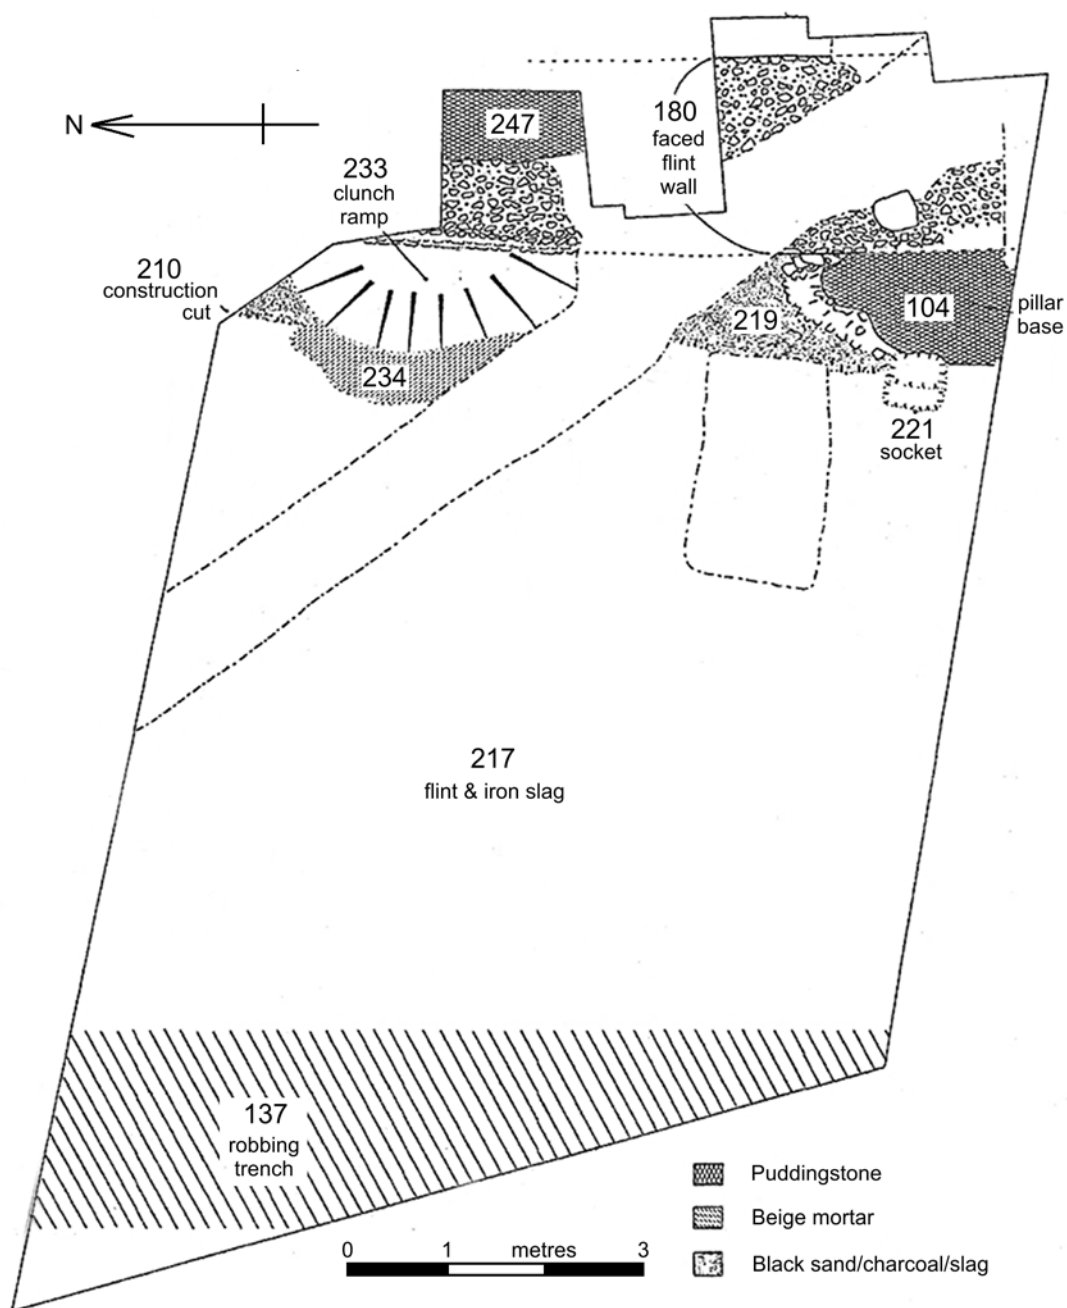 N
247
180
faced
flint
wall
233
clunch
ramp
210
construction
cut
234
219
104
pillar
base
221
socket
217
flint & iron slag
137
robbing
trench
Puddingstone
Beige mortar
Black sand/charcoal/slag
0 1 metres 3